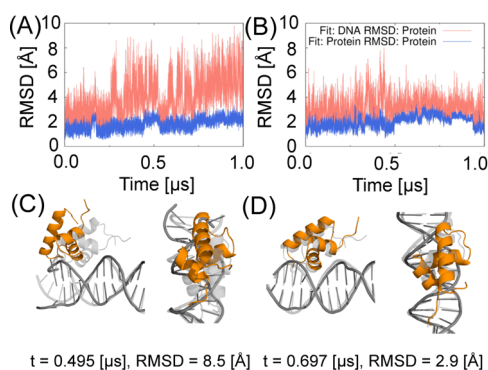 (A)
RMSD [Å]
10
8
6
4
2
0
0.0
0.5
1.0
Time [µs]
(B)
Fit: DNA RMSD: Protein
Fit: Protein RMSD: Protein
RMSD [Å]
10
8
6
4
2
0
0.0
0.5
1.0
Time [µs]
(C)
(D)
t = 0.495 [µs], RMSD = 8.5 [Å]
t = 0.697 [µs], RMSD = 2.9 [Å]